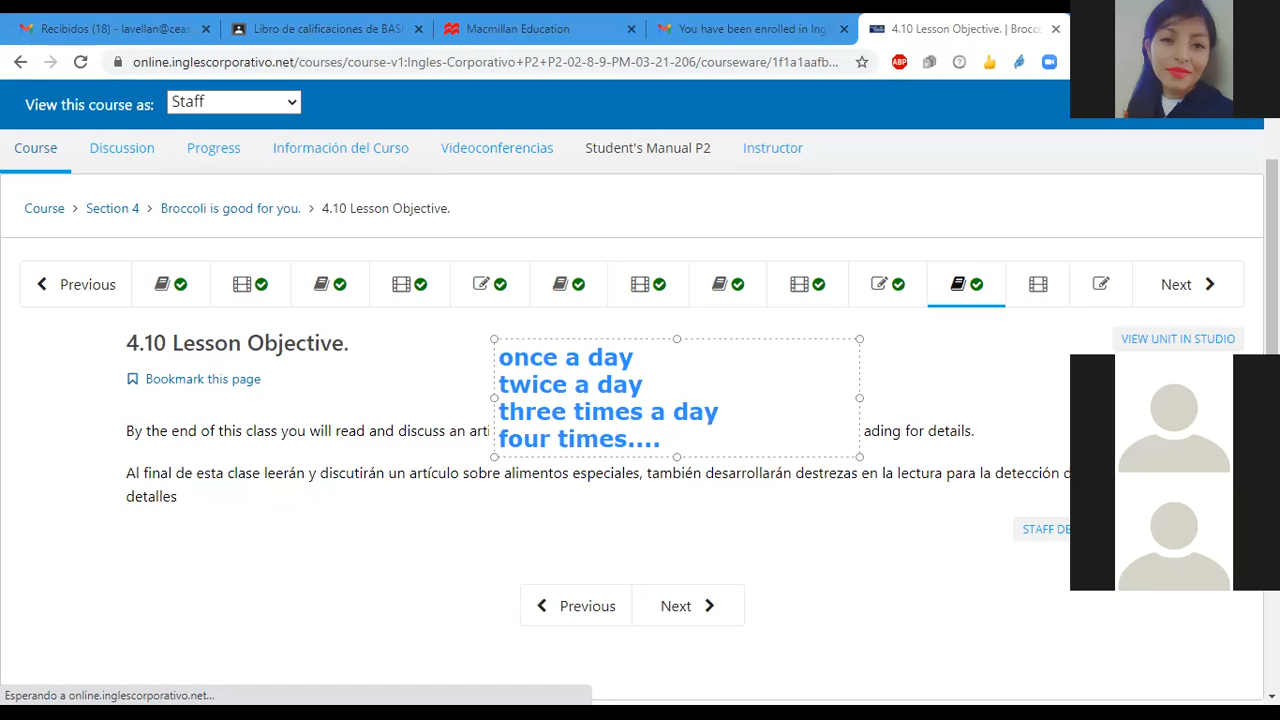 Recibidos (18) - lavellan@ceas
Libro de calificaciones de BASI
Macmillan Education
You have been enrolled in Ing
4.10 Lesson Objective. | Brocco
online.inglescorporativo.net/courses/course-v1:Ingles-Corporativo+P2+P2-02-8-9-PM-03-21-206/courseware/1f1a1aafb...
ABP
View this course as: Staff
Course Discussion Progress Información del Curso Videoconferencias Student's Manual P2 Instructor
Course > Section 4 > Broccoli is good for you. > 4.10 Lesson Objective.
Previous
Next
4.10 Lesson Objective.
VIEW UNIT IN STUDIO
Bookmark this page
once a day
twice a day
three times a day
four times....
By the end of this class you will read and discuss an arti ading for details.
Al final de esta clase leerán y discutirán un artículo sobre alimentos especiales, también desarrollarán destrezas en la lectura para la detección d
detalles
STAFF DE
Previous Next
Esperando a online.inglescorporativo.net...